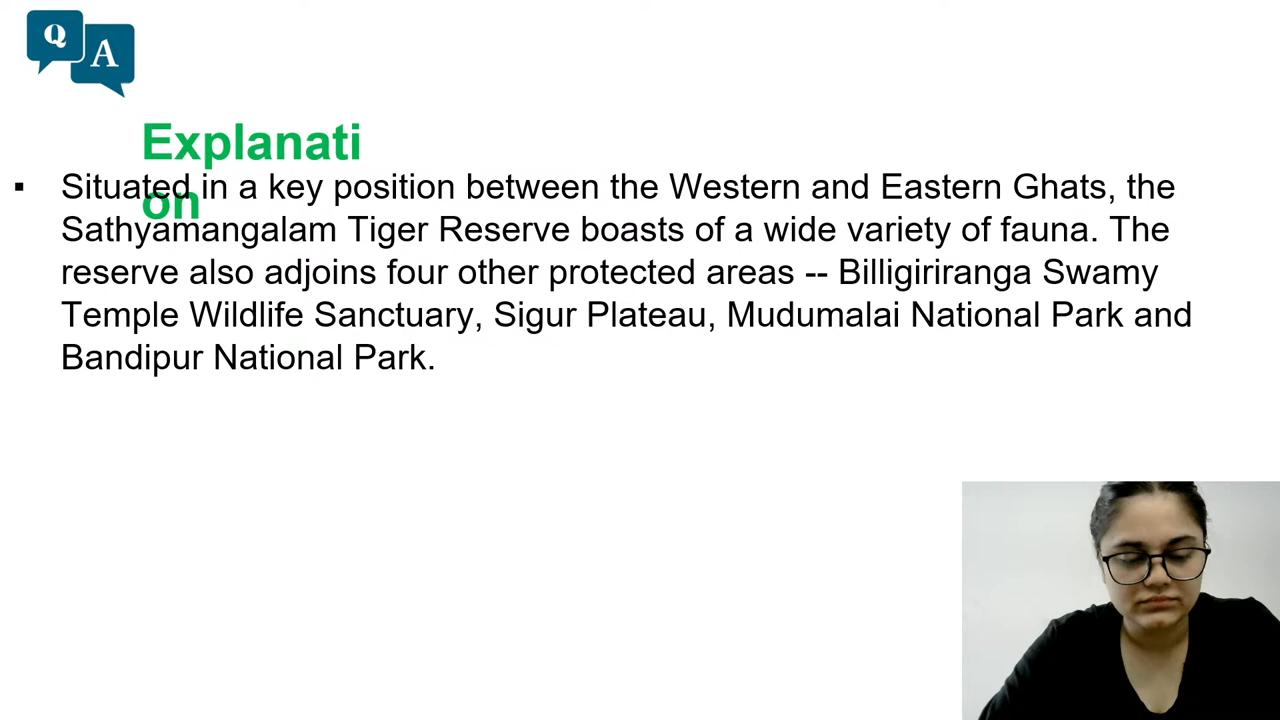 Q
A
Explanati
on
▪ Situated in a key position between the Western and Eastern Ghats, the
Sathyamangalam Tiger Reserve boasts of a wide variety of fauna. The
reserve also adjoins four other protected areas -- Billigiriranga Swamy
Temple Wildlife Sanctuary, Sigur Plateau, Mudumalai National Park and
Bandipur National Park.